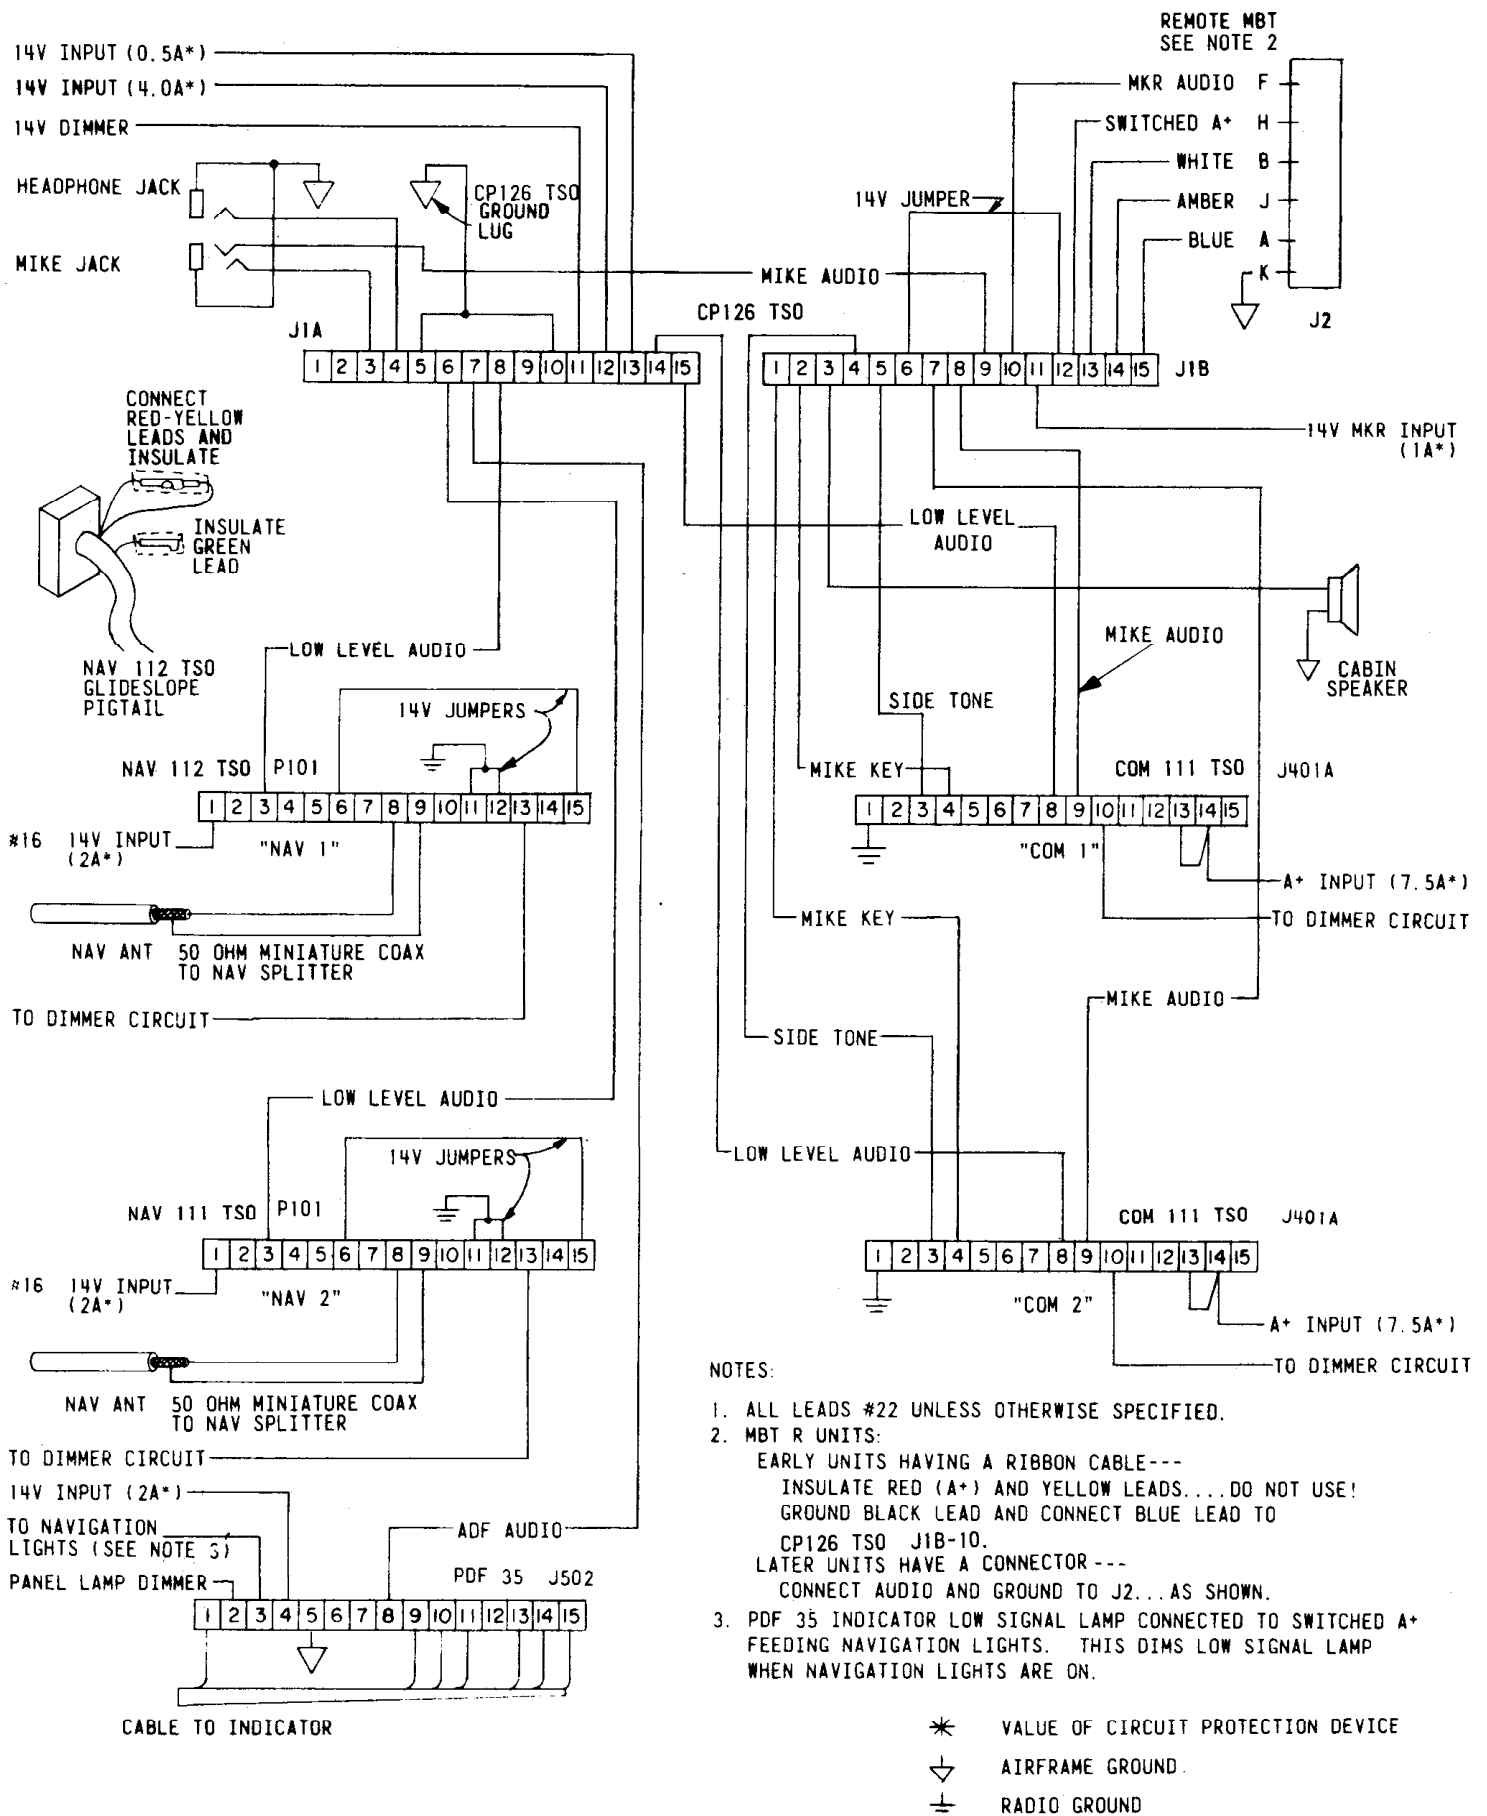 REMOTE MBT
SEE NOTE 2
14V INPUT (0.5A*)
14V INPUT (4.0A*)
14V DIMMER
HEADPHONE JACK
MIKE JACK
CP126 TSO
GROUND
LUG
MKR AUDIO F
SWITCHED A+ H
WHITE B
AMBER J
BLUE A
K
J2
14V JUMPER
MIKE AUDIO
CP126 TSO
J1A
1 2 3 4 5 6 7 8 9 10 11 12 13 14 15
1 2 3 4 5 6 7 8 9 10 11 12 13 14 15
J1B
14V MKR INPUT
(1A*)
CONNECT
RED-YELLOW
LEADS AND
INSULATE
INSULATE
GREEN
LEAD
NAV 112 TSO
GLIDESLOPE
PIGTAIL
LOW LEVEL
AUDIO
LOW LEVEL AUDIO
MIKE AUDIO
CABIN
SPEAKER
14V JUMPERS
SIDE TONE
NAV 112 TSO P101
1 2 3 4 5 6 7 8 9 10 11 12 13 14 15
#16 14V INPUT
(2A*)
"NAV 1"
MIKE KEY
COM 111 TSO J401A
1 2 3 4 5 6 7 8 9 10 11 12 13 14 15
"COM 1"
A+ INPUT (7.5A*)
TO DIMMER CIRCUIT
NAV ANT 50 OHM MINIATURE COAX
TO NAV SPLITTER
TO DIMMER CIRCUIT
MIKE KEY
MIKE AUDIO
SIDE TONE
LOW LEVEL AUDIO
LOW LEVEL AUDIO
14V JUMPERS
NAV 111 TSO P101
1 2 3 4 5 6 7 8 9 10 11 12 13 14 15
#16 14V INPUT
(2A*)
"NAV 2"
COM 111 TSO J401A
1 2 3 4 5 6 7 8 9 10 11 12 13 14 15
"COM 2"
A+ INPUT (7.5A*)
TO DIMMER CIRCUIT
NAV ANT 50 OHM MINIATURE COAX
TO NAV SPLITTER
TO DIMMER CIRCUIT
14V INPUT (2A*)
TO NAVIGATION
LIGHTS (SEE NOTE 3)
PANEL LAMP DIMMER
ADF AUDIO
PDF 35 J502
1 2 3 4 5 6 7 8 9 10 11 12 13 14 15
CABLE TO INDICATOR
NOTES:
1. ALL LEADS #22 UNLESS OTHERWISE SPECIFIED.
2. MBT R UNITS:
EARLY UNITS HAVING A RIBBON CABLE---
INSULATE RED (A+) AND YELLOW LEADS....DO NOT USE!
GROUND BLACK LEAD AND CONNECT BLUE LEAD TO
CP126 TSO J1B-10.
LATER UNITS HAVE A CONNECTOR---
CONNECT AUDIO AND GROUND TO J2...AS SHOWN.
3. PDF 35 INDICATOR LOW SIGNAL LAMP CONNECTED TO SWITCHED A+
FEEDING NAVIGATION LIGHTS. THIS DIMS LOW SIGNAL LAMP
WHEN NAVIGATION LIGHTS ARE ON.
* VALUE OF CIRCUIT PROTECTION DEVICE
AIRFRAME GROUND.
RADIO GROUND